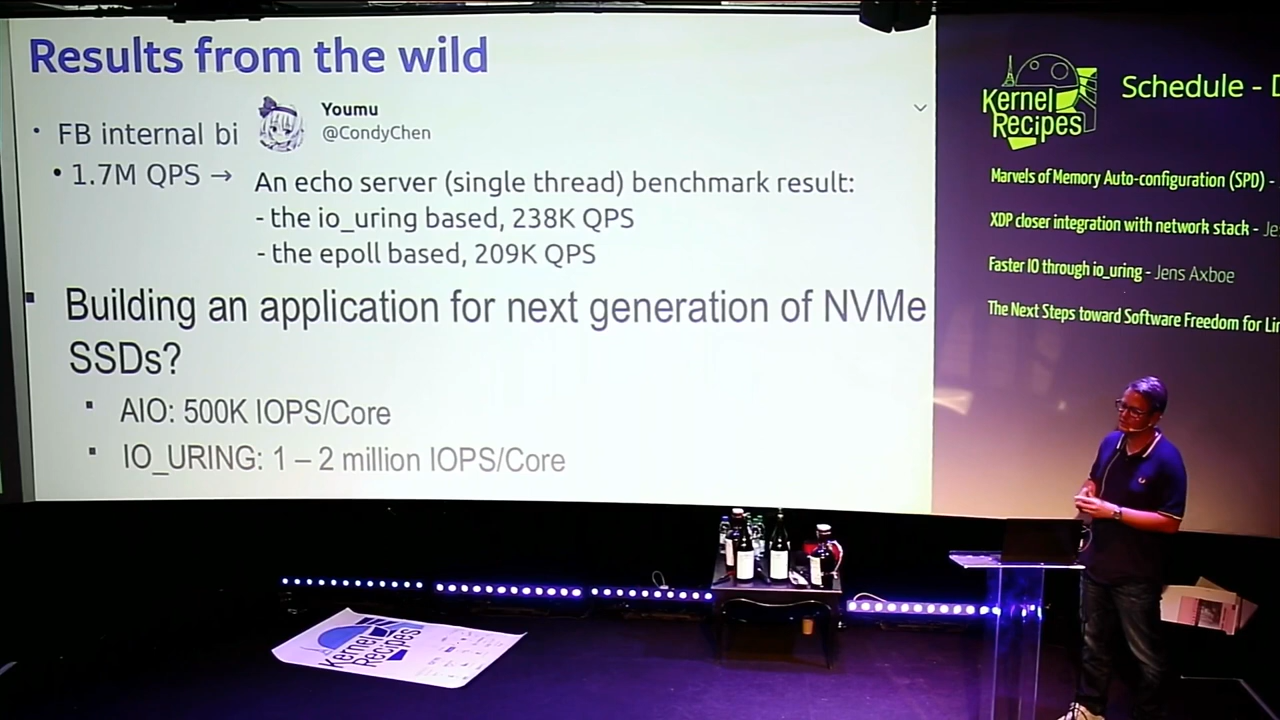 Results from the wild
• FB internal bi
• 1.7M QPS →
Youmu
@CondyChen
An echo server (single thread) benchmark result:
- the io_uring based, 238K QPS
- the epoll based, 209K QPS
Building an application for next generation of NVMe
SSDs?
AIO: 500K IOPS/Core
IO_URING: 1 – 2 million IOPS/Core
Kernel
Recipes
Schedule - D
Marvels of Memory Auto-configuration (SPD) -
XDP closer integration with network stack - Je
Faster IO through io_uring - Jens Axboe
The Next Steps toward Software Freedom for Li
Kernel
Recipes